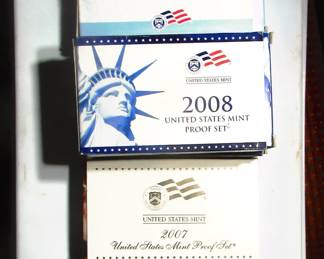 UNITED STATES MINT
2008
UNITED STATES MINT
PROOF SET
UNITED STATES MINT
2007
United States Mint Proof Set